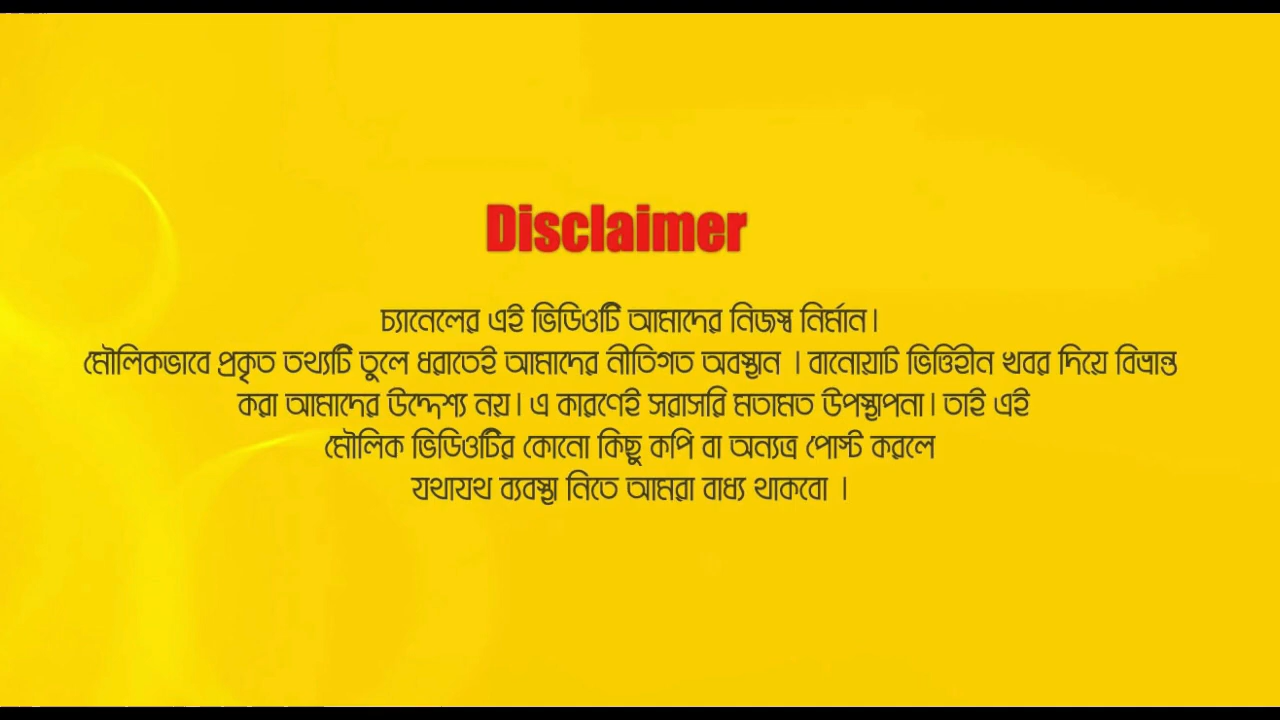 Disclaimer
চ্যানেলের এই ভিডিওটি আমাদের নিজস্ব নির্মান।
মৌলিকভাবে প্রকৃত তথ্যটি তুলে ধরাতেই আমাদের নীতিগত অবস্থান । বানোয়াট ভিত্তিহীন খবর দিয়ে বিভ্রান্ত
করা আমাদের উদ্দেশ্য নয়। এ কারণেই সরাসরি মতামত উপস্থাপনা। তাই এই
মৌলিক ভিডিওটির কোনো কিছু কপি বা অন্যত্র পোস্ট করলে
যথাযথ ব্যবস্থা নিতে আমরা বাধ্য থাকবো ।